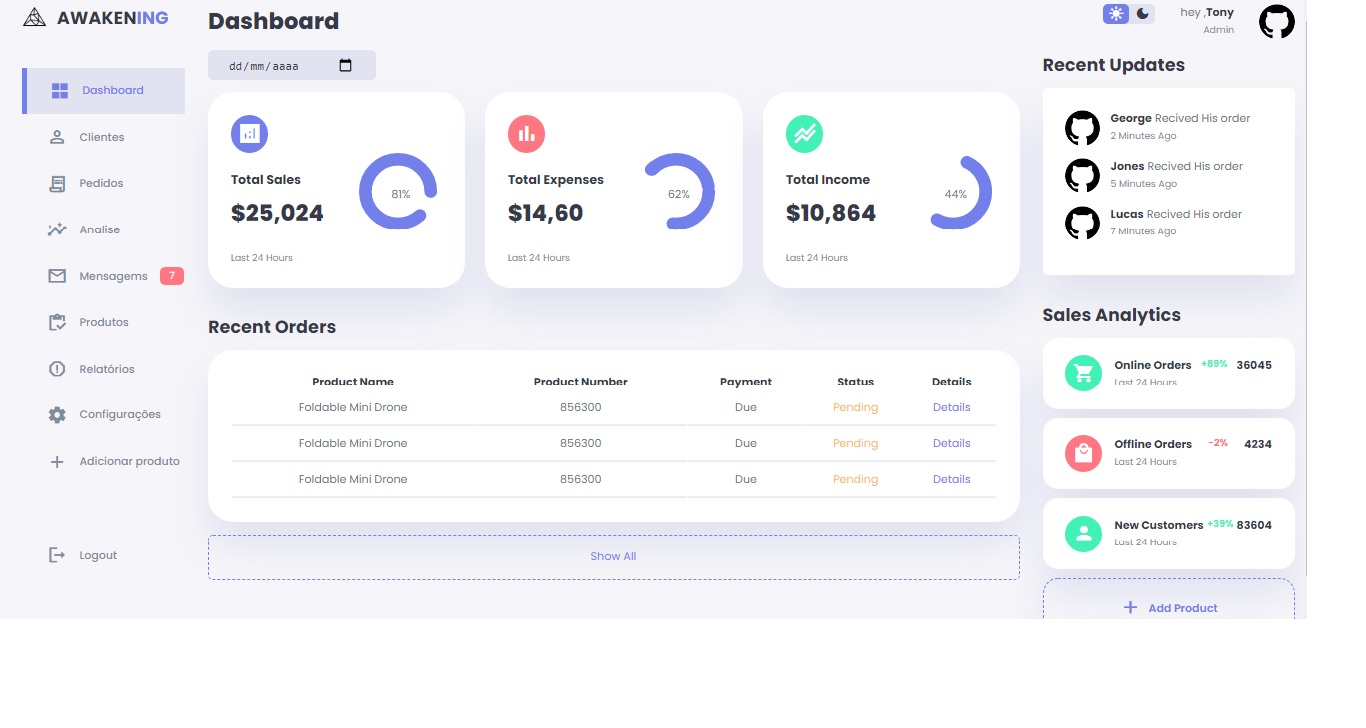 AWAKENING
Dashboard
Clientes
Pedidos
Analise
Mensagems 7
Produtos
Relatórios
Configurações
Adicionar produto
Logout
Dashboard
dd/mm/aaaa
Total Sales
$25,024
81%
Last 24 Hours
Total Expenses
$14,60
62%
Last 24 Hours
Total Income
$10,864
44%
Last 24 Hours
Recent Orders
Product Name Product Number Payment Status Details
Foldable Mini Drone 856300 Due Pending Details
Foldable Mini Drone 856300 Due Pending Details
Foldable Mini Drone 856300 Due Pending Details
Show All
hey ,Tony
Admin
Recent Updates
George Recived His order
2 Minutes Ago
Jones Recived His order
5 Minutes Ago
Lucas Recived His order
7 Minutes Ago
Sales Analytics
Online Orders +89% 36045
Last 24 Hours
Offline Orders -2% 4234
Last 24 Hours
New Customers +39% 83604
Last 24 Hours
Add Product